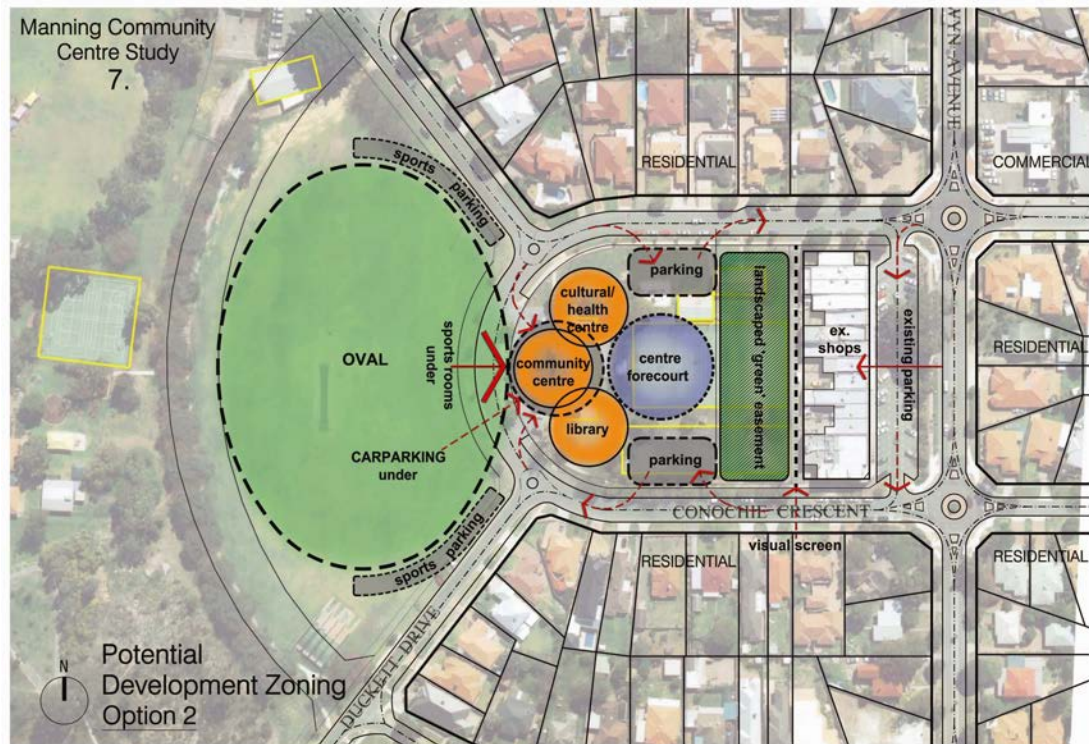 Manning Community
Centre Study
7.
RESIDENTIAL
WN AVENUE
COMMERCIAL
sports parking
parking
cultural/
health
centre
landscaped 'green' easement
sports rooms
under
OVAL
community
centre
centre
forecourt
ex.
shops
existing parking
RESIDENTIAL
library
CARPARKING
under
parking
sports parking
CONOCHIE CRESCENT
visual screen
RESIDENTIAL
RESIDENTIAL
DUCKETT DRIVE
N
Potential
Development Zoning
Option 2